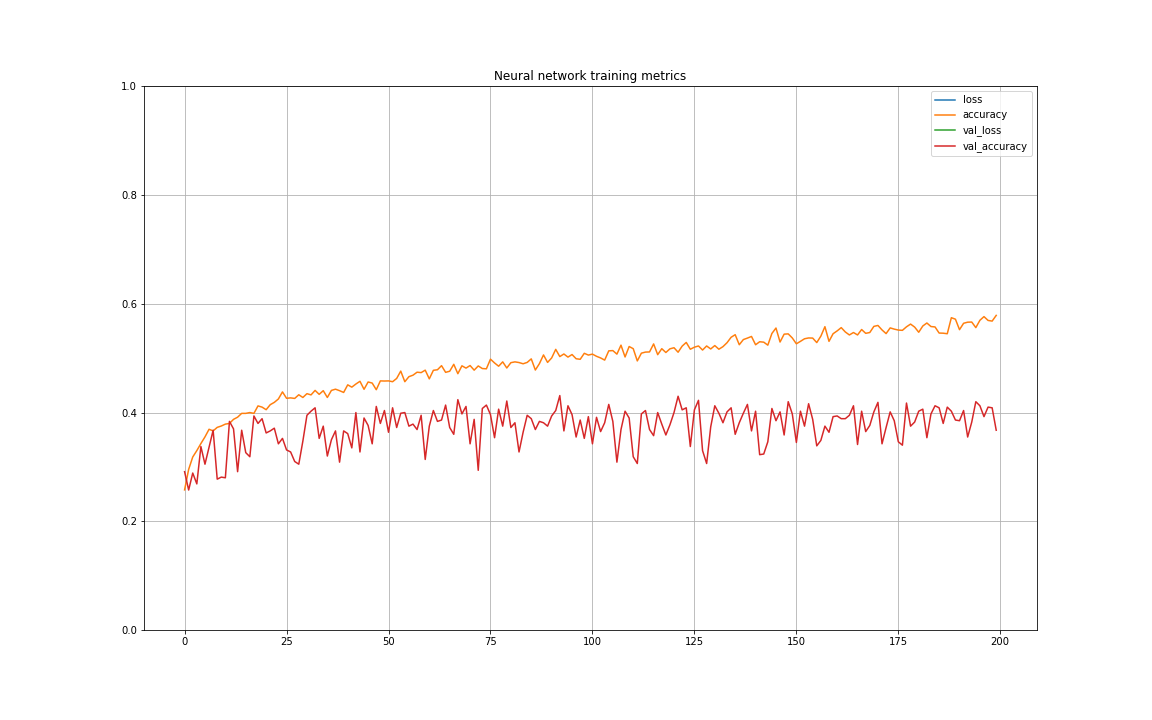 Neural network training metrics
loss
accuracy
val_loss
val_accuracy
1.0
0.8
0.6
0.4
0.2
0.0
0 25 50 75 100 125 150 175 200